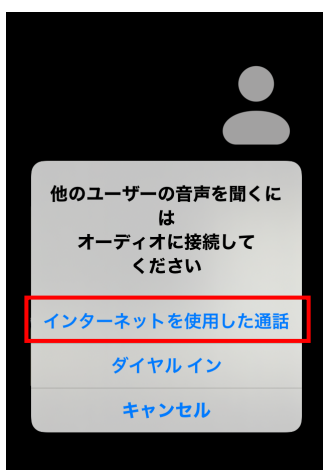 他のユーザーの音声を聞くに
は
オーディオに接続して
ください
インターネットを使用した通話
ダイヤル イン
キャンセル